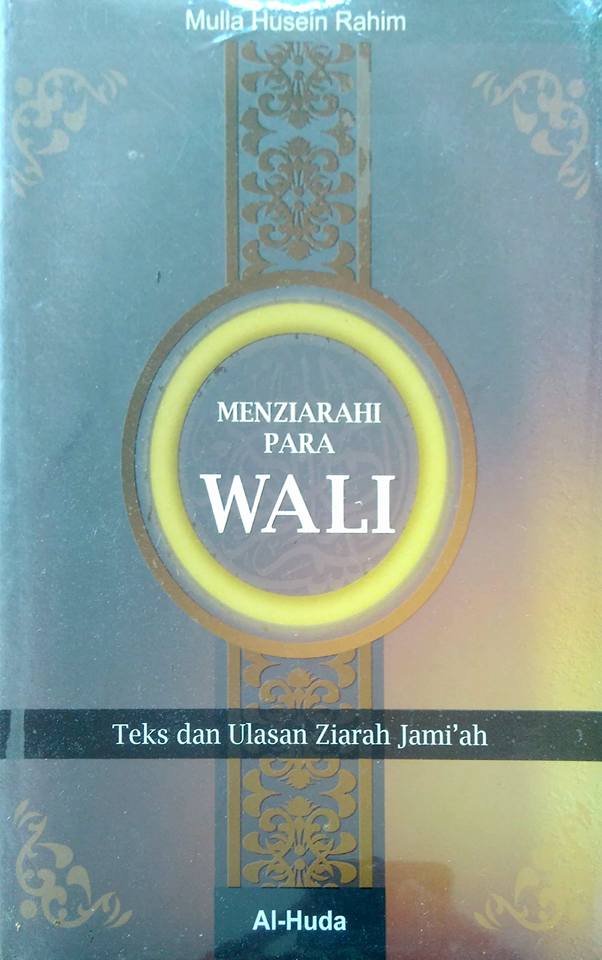 Mulla Husein Rahim
MENZIARAHI
PARA
WALI
Teks dan Ulasan Ziarah Jami'ah
Al-Huda